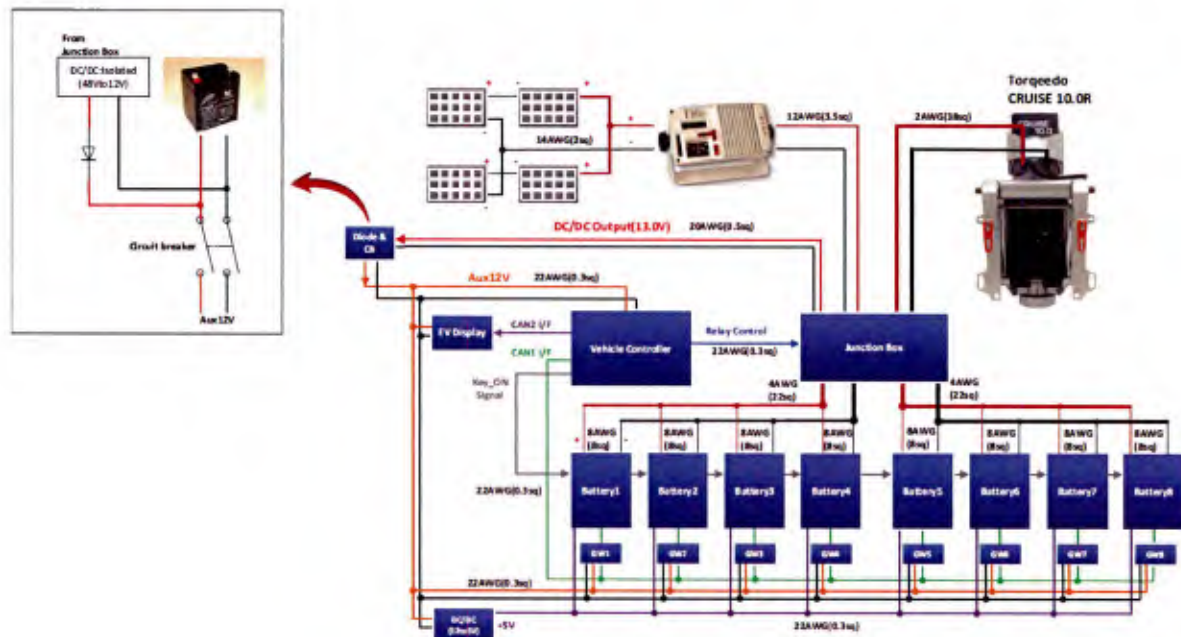 From
Junction Box
DC/DC Isolated
(48Vto12V)
Circuit breaker
Aux12V
14AWG(2sq)
12AWG(3.5sq)
2AWG(38sq)
Torqeedo
CRUISE 10.0R
DC/DC Output(13.0V)
20AWG(0.5sq)
Diode &
CB
Aux12V
22AWG(0.3sq)
EV Display
CAN2 I/F
CAN1 I/F
Key_ON
Signal
Vehicle Controller
Relay Control
22AWG(0.3sq)
Junction Box
4AWG
(22sq)
4AWG
(22sq)
8AWG
(8sq)
8AWG
(8sq)
8AWG
(8sq)
8AWG
(8sq)
8AWG
(8sq)
8AWG
(8sq)
8AWG
(8sq)
8AWG
(8sq)
22AWG(0.3sq)
Battery1
Battery2
Battery3
Battery4
Battery5
Battery6
Battery7
Battery8
GW1
GW2
GW3
GW4
GW5
GW6
GW7
GW8
22AWG(0.3sq)
DC/DC
(12to5V)
+5V
22AWG(0.3sq)